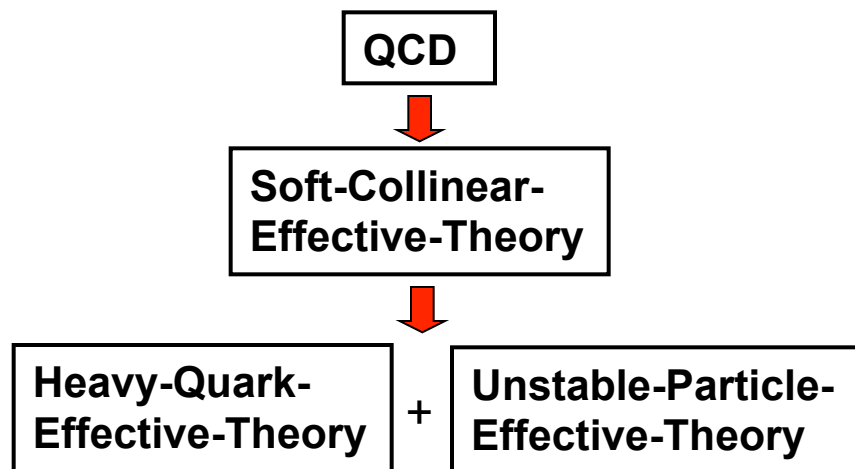 QCD
Soft-Collinear-
Effective-Theory
Heavy-Quark-
Effective-Theory
+
Unstable-Particle-
Effective-Theory